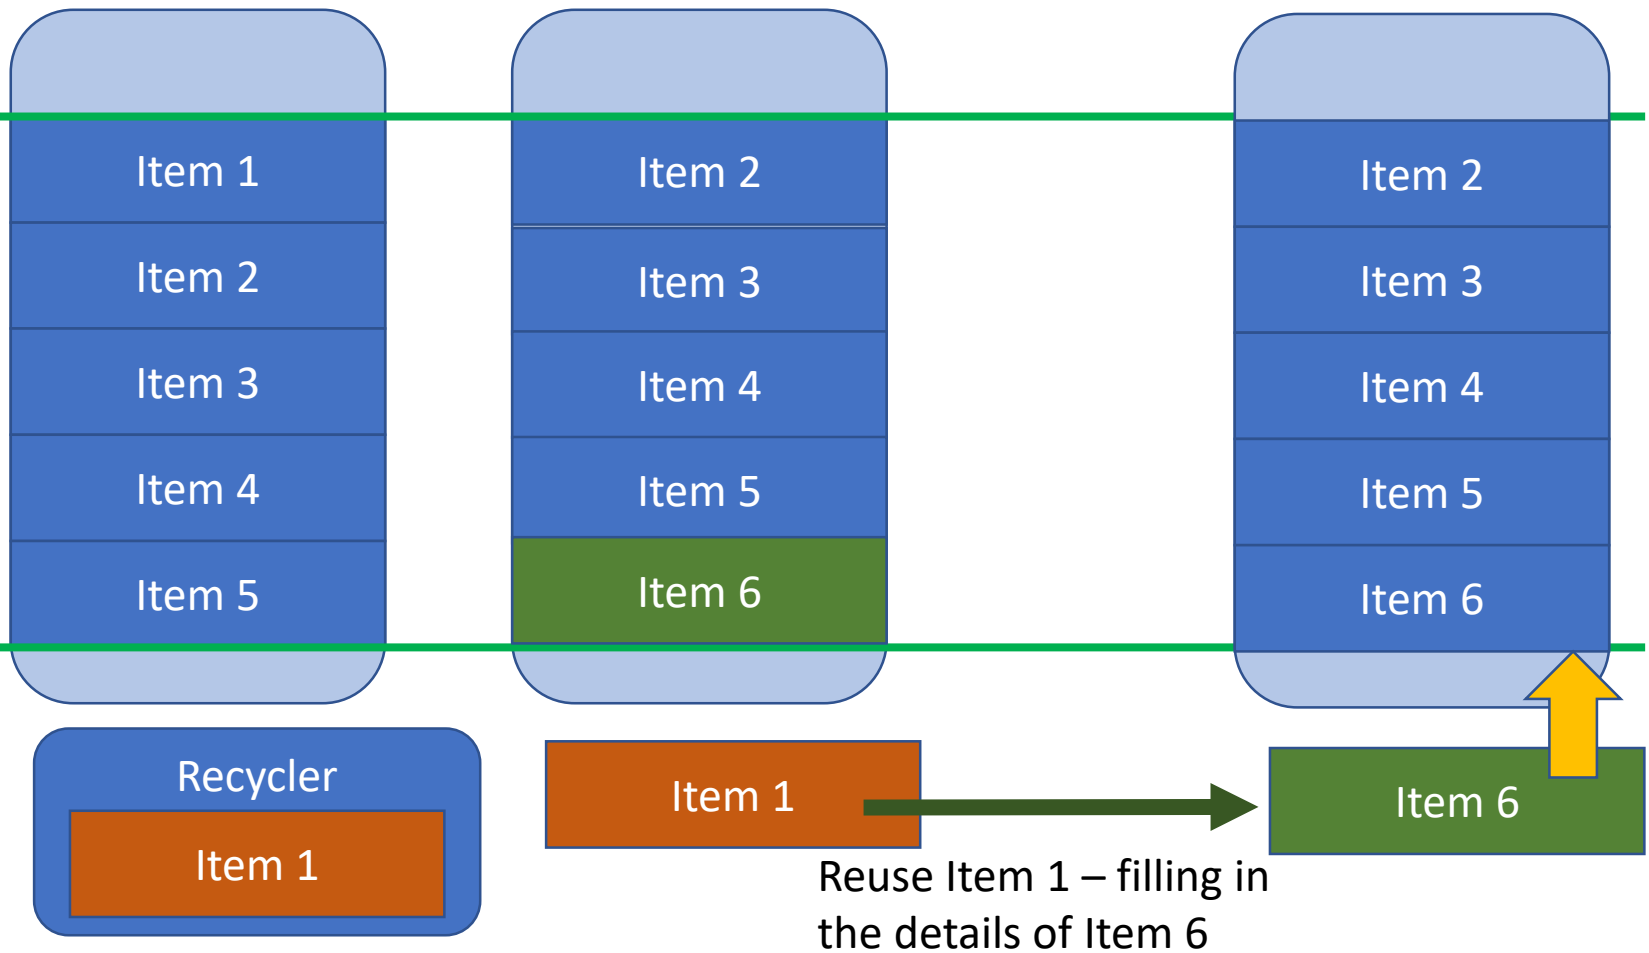 Item 1
Item 2
Item 3
Item 4
Item 5
Item 2
Item 3
Item 4
Item 5
Item 6
Item 2
Item 3
Item 4
Item 5
Item 6
Recycler
Item 1
Item 1
Item 6
Reuse Item 1 – filling in
the details of Item 6